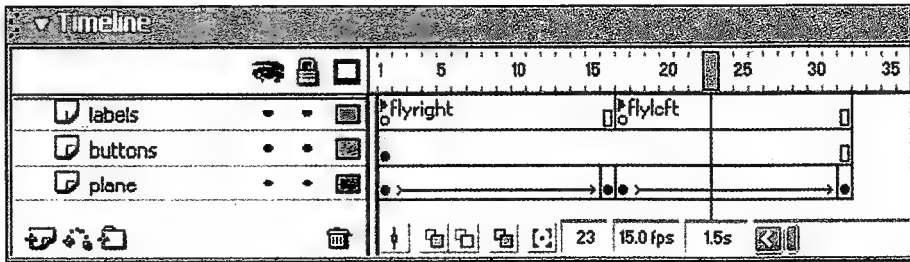 Timeline
1 5 10 15 20 25 30 35
labels flyright flyleft
buttons
plane
23 15.0 fps 1.5s